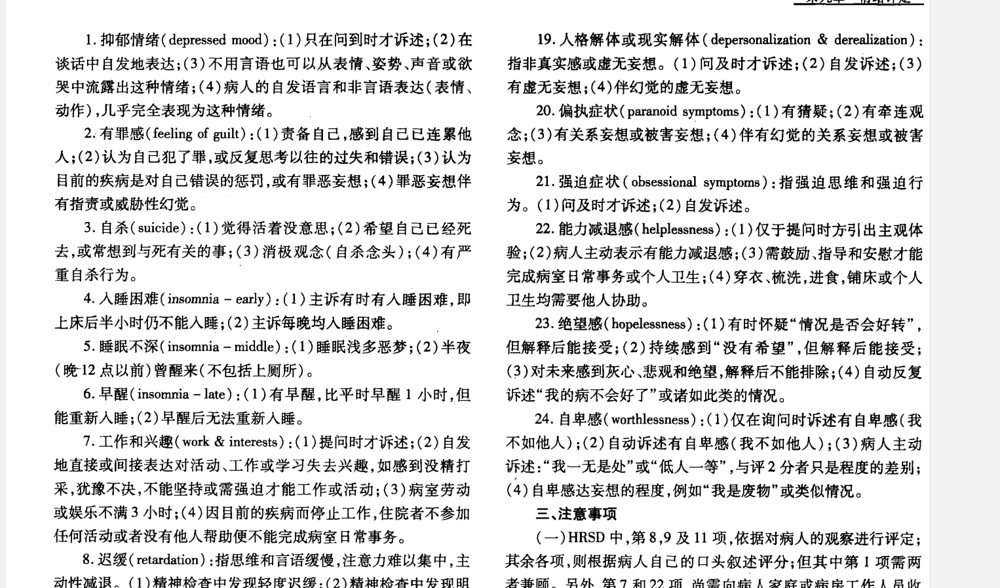 1. 抑郁情绪(depressed mood):(1)只在问到时才诉述;(2)在
谈话中自发地表达;(3)不用言语也可以从表情、姿势、声音或欲
哭中流露出这种情绪;(4)病人的自发语言和非言语表达(表情、
动作),几乎完全表现为这种情绪。
2. 有罪感(feeling of guilt):(1)责备自己,感到自己已连累他
人;(2)认为自己犯了罪,或反复思考以往的过失和错误;(3)认为
目前的疾病是对自己错误的惩罚,或有罪恶妄想;(4)罪恶妄想伴
有指责或威胁性幻觉。
3. 自杀(suicide):(1)觉得活着没意思;(2)希望自己已经死
去,或常想到与死有关的事;(3)消极观念(自杀念头);(4)有严
重自杀行为。
4. 入睡困难(insomnia – early):(1)主诉有时有入睡困难,即
上床后半小时仍不能入睡;(2)主诉每晚均入睡困难。
5. 睡眠不深(insomnia – middle):(1)睡眠浅多恶梦;(2)半夜
(晚 12 点以前)曾醒来(不包括上厕所)。
6. 早醒(insomnia – late):(1)有早醒,比平时早醒 1 小时,但
能重新入睡;(2)早醒后无法重新入睡。
7. 工作和兴趣(work & interests):(1)提问时才诉述;(2)自发
地直接或间接表达对活动、工作或学习失去兴趣,如感到没精打
采,犹豫不决,不能坚持或需强迫才能工作或活动;(3)病室劳动
或娱乐不满 3 小时;(4)因目前的疾病而停止工作,住院者不参加
任何活动或者没有他人帮助便不能完成病室日常事务。
8. 迟缓(retardation):指思维和言语缓慢,注意力难以集中,主
动性减退。(1)精神检查中发现轻度迟缓;(2)精神检查中发现明
19. 人格解体或现实解体(depersonalization & derealization):
指非真实感或虚无妄想。(1)问及时才诉述;(2)自发诉述;(3)
有虚无妄想;(4)伴幻觉的虚无妄想。
20. 偏执症状(paranoid symptoms):(1)有猜疑;(2)有牵连观
念;(3)有关系妄想或被害妄想;(4)伴有幻觉的关系妄想或被害
妄想。
21. 强迫症状(obsessional symptoms):指强迫思维和强迫行
为。(1)问及时才诉述;(2)自发诉述。
22. 能力减退感(helplessness):(1)仅于提问时方引出主观体
验;(2)病人主动表示有能力减退感;(3)需鼓励、指导和安慰才能
完成病室日常事务或个人卫生;(4)穿衣、梳洗,进食,铺床或个人
卫生均需要他人协助。
23. 绝望感(hopelessness):(1)有时怀疑“情况是否会好转”,
但解释后能接受;(2)持续感到“没有希望”,但解释后能接受;
(3)对未来感到灰心、悲观和绝望,解释后不能排除;(4)自动反复
诉述“我的病不会好了”或诸如此类的情况。
24. 自卑感(worthlessness):(1)仅在询问时诉述有自卑感(我
不如他人);(2)自动诉述有自卑感(我不如他人);(3)病人主动
诉述:“我一无是处”或“低人一等”,与评 2 分者只是程度的差别;
(4)自卑感达妄想的程度,例如“我是废物”或类似情况。
三、注意事项
(一)HRSD 中,第 8,9 及 11 项,依据对病人的观察进行评定;
其余各项,则根据病人自己的口头叙述评分;但其中第 1 项需两
者兼顾。另外,第 7 和 22 项,尚需向病人家庭或病房工作人员收